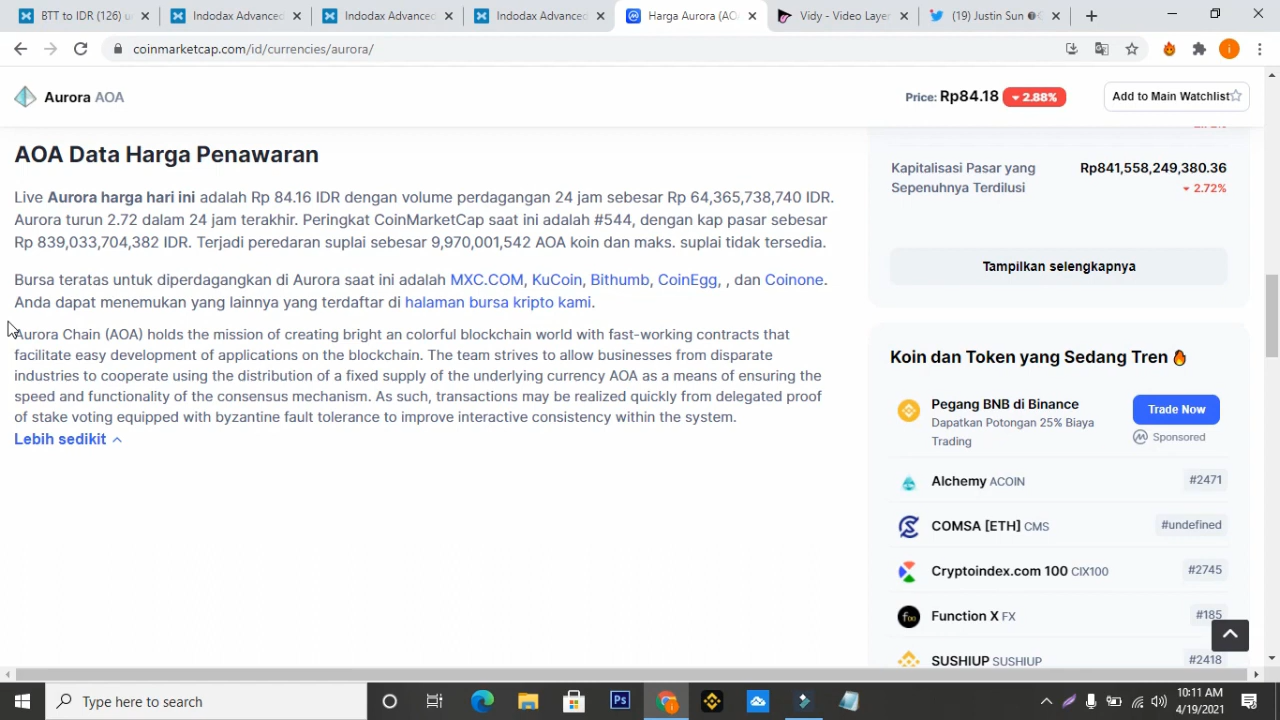 BTT to IDR (126) u
Indodax Advanced
Indodax Advanced
Indodax Advanced
Harga Aurora (AO
Vidy - Video Layer
(19) Justin Sun
coinmarketcap.com/id/currencies/aurora/
i
Aurora AOA
Price: Rp84.18 2.88%
Add to Main Watchlist
AOA Data Harga Penawaran
Live Aurora harga hari ini adalah Rp 84.16 IDR dengan volume perdagangan 24 jam sebesar Rp 64,365,738,740 IDR.
Aurora turun 2.72 dalam 24 jam terakhir. Peringkat CoinMarketCap saat ini adalah #544, dengan kap pasar sebesar
Rp 839,033,704,382 IDR. Terjadi peredaran suplai sebesar 9,970,001,542 AOA koin dan maks. suplai tidak tersedia.
Bursa teratas untuk diperdagangkan di Aurora saat ini adalah MXC.COM, KuCoin, Bithumb, CoinEgg, , dan Coinone.
Anda dapat menemukan yang lainnya yang terdaftar di halaman bursa kripto kami.
Aurora Chain (AOA) holds the mission of creating bright an colorful blockchain world with fast-working contracts that
facilitate easy development of applications on the blockchain. The team strives to allow businesses from disparate
industries to cooperate using the distribution of a fixed supply of the underlying currency AOA as a means of ensuring the
speed and functionality of the consensus mechanism. As such, transactions may be realized quickly from delegated proof
of stake voting equipped with byzantine fault tolerance to improve interactive consistency within the system.
Lebih sedikit
Kapitalisasi Pasar yang
Sepenuhnya Terdilusi
Rp841,558,249,380.36
2.72%
Tampilkan selengkapnya
Koin dan Token yang Sedang Tren
Pegang BNB di Binance
Dapatkan Potongan 25% Biaya
Trading
Trade Now
Sponsored
Alchemy ACOIN
#2471
COMSA [ETH] CMS
#undefined
Cryptoindex.com 100 CIX100
#2745
Function X FX
#185
SUSHIUP SUSHIUP
#2418
Type here to search
Ps
10:11 AM
4/19/2021